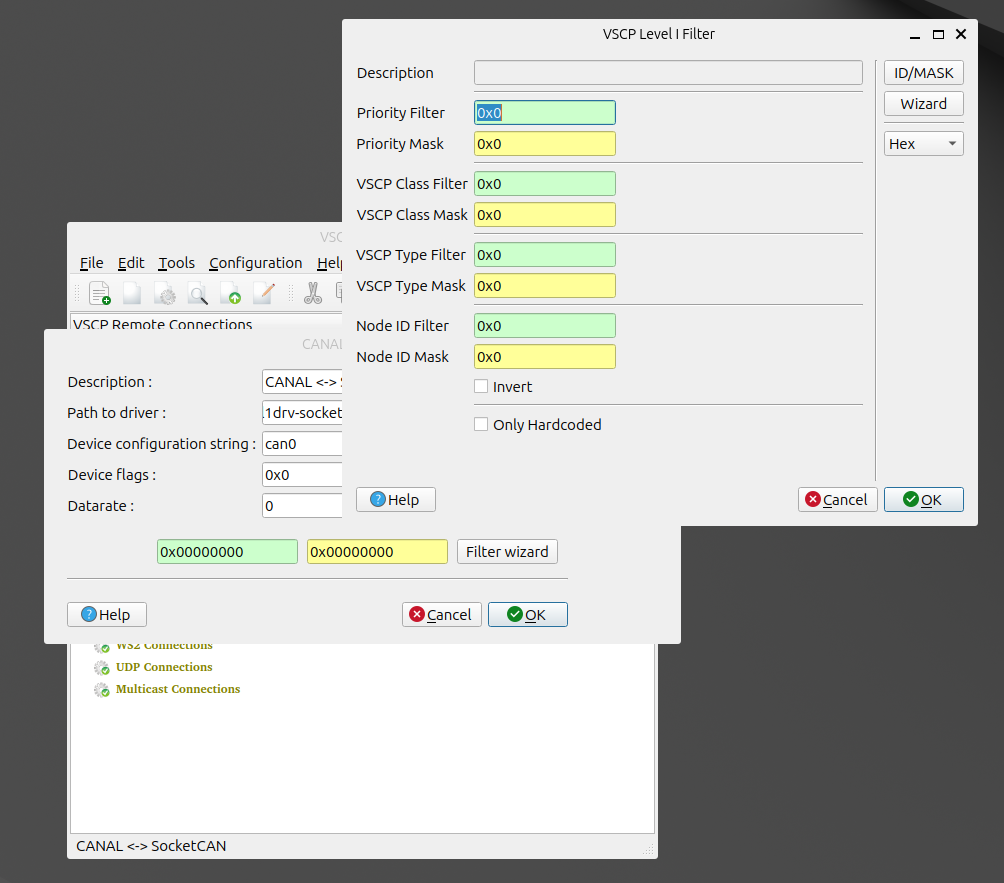 VSCP Level I Filter
Description
ID/MASK
Priority Filter
0x0
Wizard
Priority Mask
0x0
Hex
VSCP Class Filter
0x0
VSCP Class Mask
0x0
VSCP Type Filter
0x0
VSCP Type Mask
0x0
Node ID Filter
0x0
Node ID Mask
0x0
Invert
Only Hardcoded
Help
Cancel
OK
VSC
File Edit Tools Configuration Help
VSCP Remote Connections
CANAL
Description :
CANAL <-> S
Path to driver :
1drv-socket
Device configuration string :
can0
Device flags :
0x0
Datarate :
0
0x00000000
0x00000000
Filter wizard
Help
Cancel
OK
WS2 Connections
UDP Connections
Multicast Connections
CANAL <-> SocketCAN